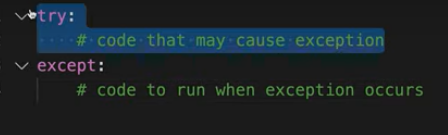 try:
    # code that may cause exception
except:
    # code to run when exception occurs